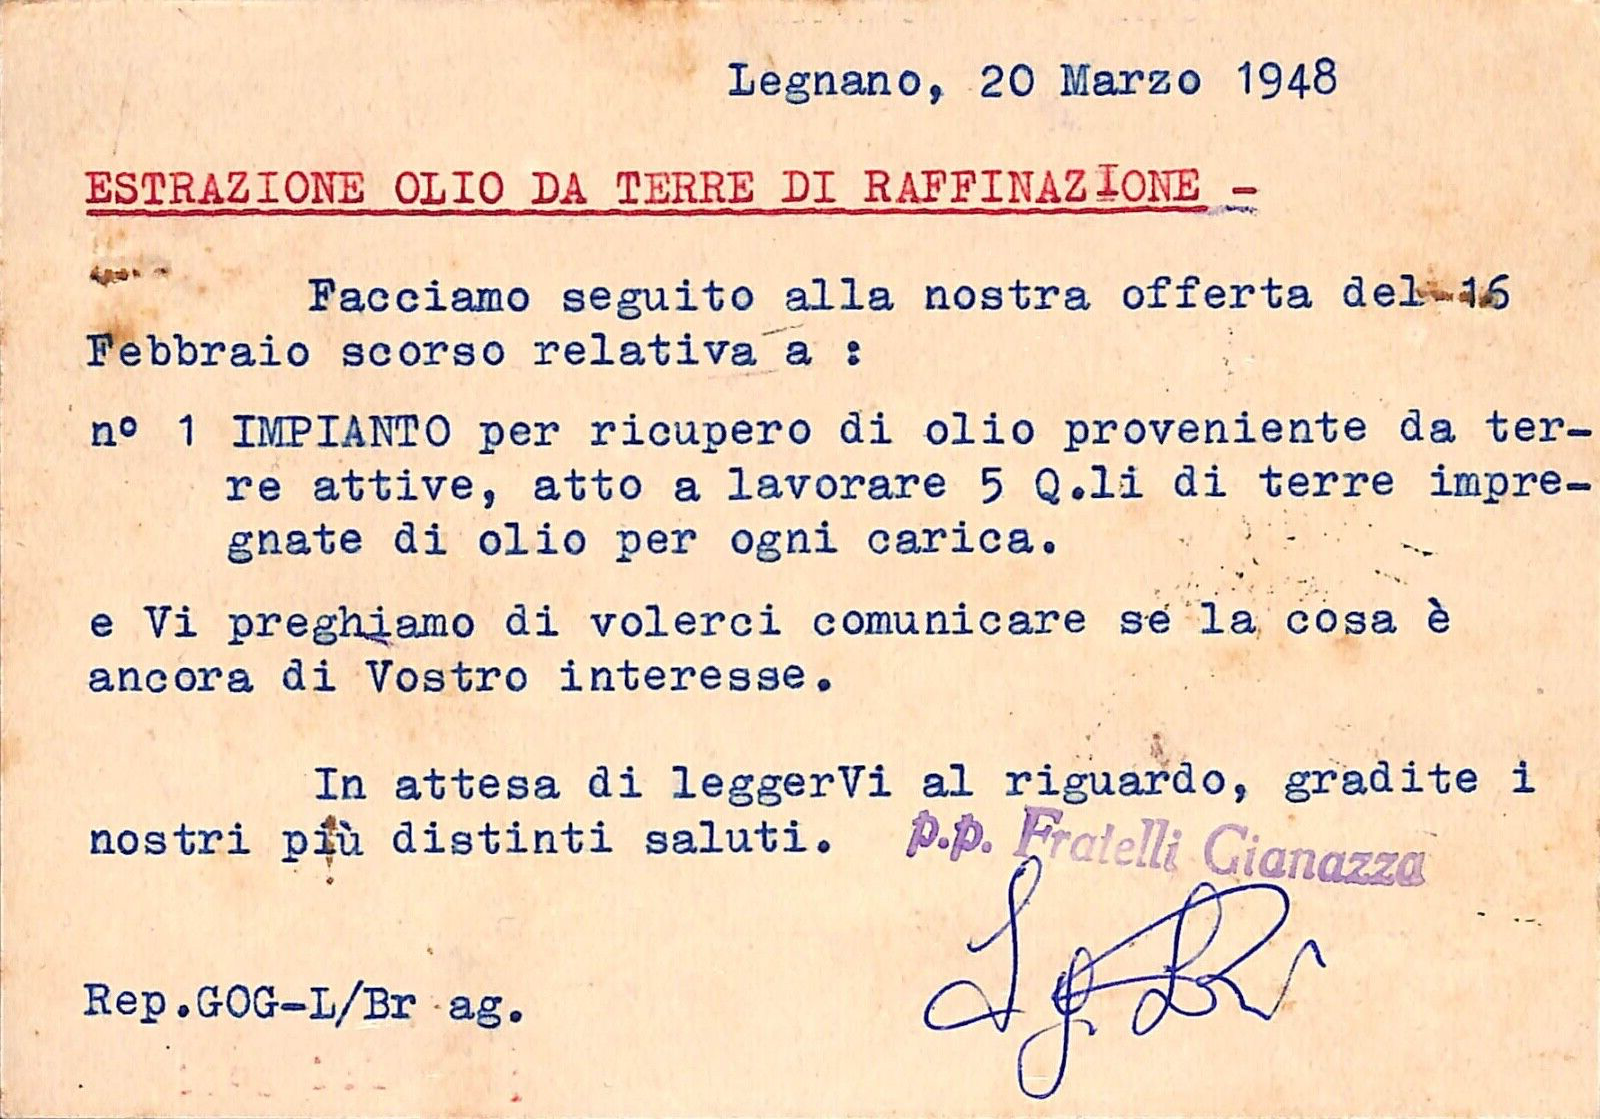 Legnano, 20 Marzo 1948
ESTRAZIONE OLIO DA TERRE DI RAFFINAZIONE -
Facciamo seguito alla nostra offerta del 16
Febbraio scorso relativa a :
n° 1 IMPIANTO per ricupero di olio proveniente da ter-
re attive, atto a lavorare 5 Q.li di terre impre-
gnate di olio per ogni carica.
e Vi preghiamo di volerci comunicare se la cosa è
ancora di Vostro interesse.
In attesa di leggerVi al riguardo, gradite i
nostri più distinti saluti.
p.p. Fratelli Gianazza
Rep.GOG-L/Br ag.